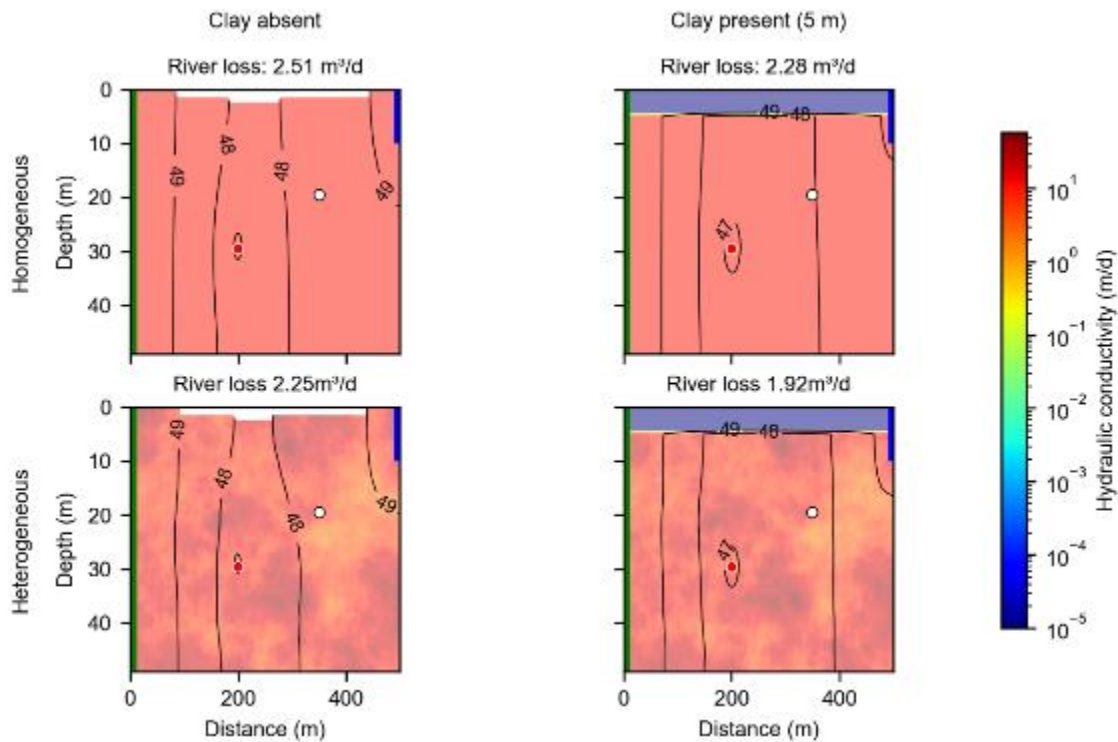 Clay absent
Clay present (5 m)
River loss: 2.51 m³/d
River loss: 2.28 m³/d
Homogeneous
Depth (m)
0
10
20
30
40
49
48
48
49
49
48
47
River loss 2.25m³/d
River loss 1.92m³/d
Heterogeneous
Depth (m)
0
10
20
30
40
49
48
48
49
49
48
47
0
200
400
Distance (m)
0
200
400
Distance (m)
10¹
10⁰
10⁻¹
10⁻²
10⁻³
10⁻⁴
10⁻⁵
Hydraulic conductivity (m/d)